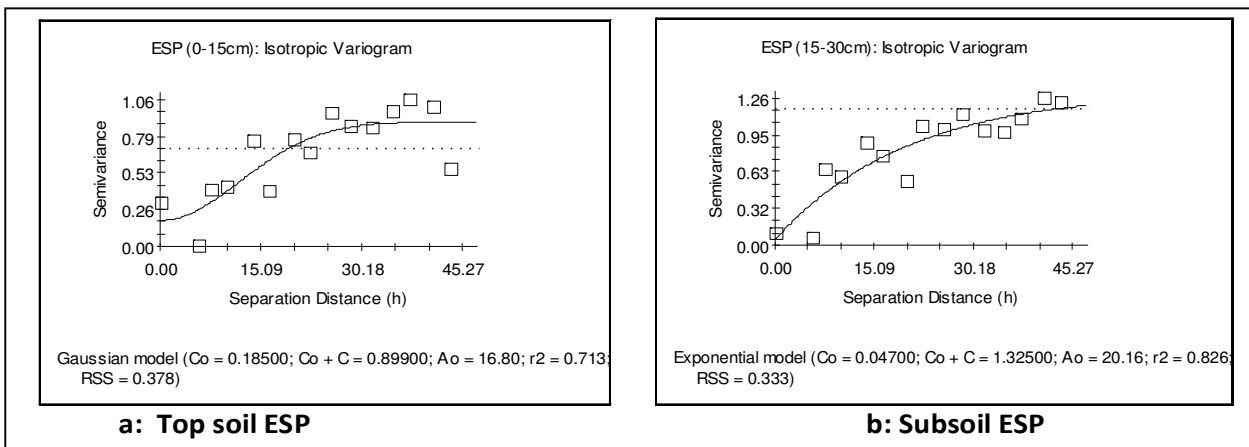 ESP (0-15cm): Isotropic Variogram
1.06
0.79
0.53
0.26
0.00
Semivariance
0.00 15.09 30.18 45.27
Separation Distance (h)
Gaussian model (Co = 0.18500; Co + C = 0.89900; Ao = 16.80; r2 = 0.713;
RSS = 0.378)
a: Top soil ESP
ESP (15-30cm): Isotropic Variogram
1.26
0.95
0.63
0.32
0.00
Semivariance
0.00 15.09 30.18 45.27
Separation Distance (h)
Exponential model (Co = 0.04700; Co + C = 1.32500; Ao = 20.16; r2 = 0.826;
RSS = 0.333)
b: Subsoil ESP